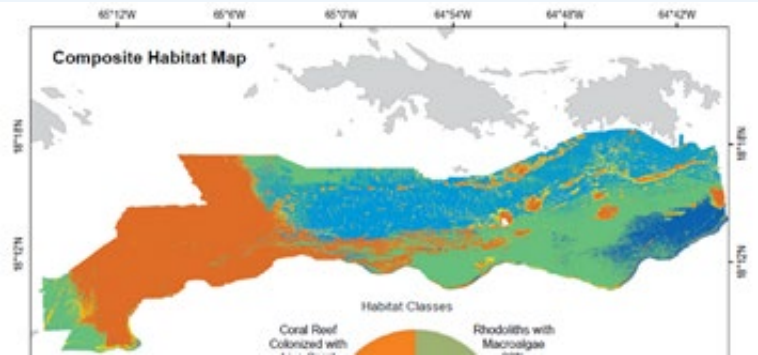 65°12'W 65°6'W 65°0'W 64°54'W 64°48'W 64°42'W
Composite Habitat Map
18°18'N 18°18'N
18°12'N 18°12'N
Habitat Classes
Coral Reef
Colonized with
Rhodoliths with
Macroalgae